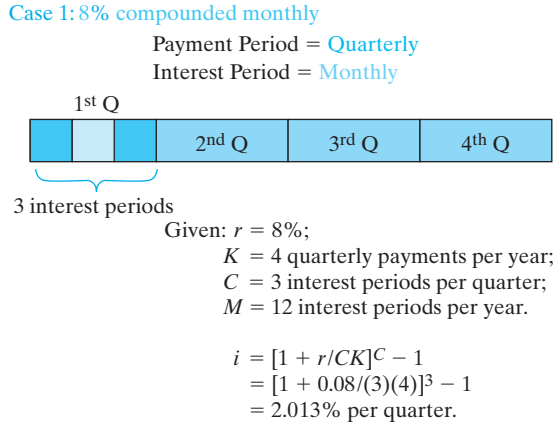 Case 1: 8% compounded monthly
Payment Period = Quarterly
Interest Period = Monthly
1st Q
2nd Q 3rd Q 4th Q
3 interest periods
Given: r = 8%;
K = 4 quarterly payments per year;
C = 3 interest periods per quarter;
M = 12 interest periods per year.
i = [1 + r/CK]^C − 1
= [1 + 0.08/(3)(4)]³ − 1
= 2.013% per quarter.